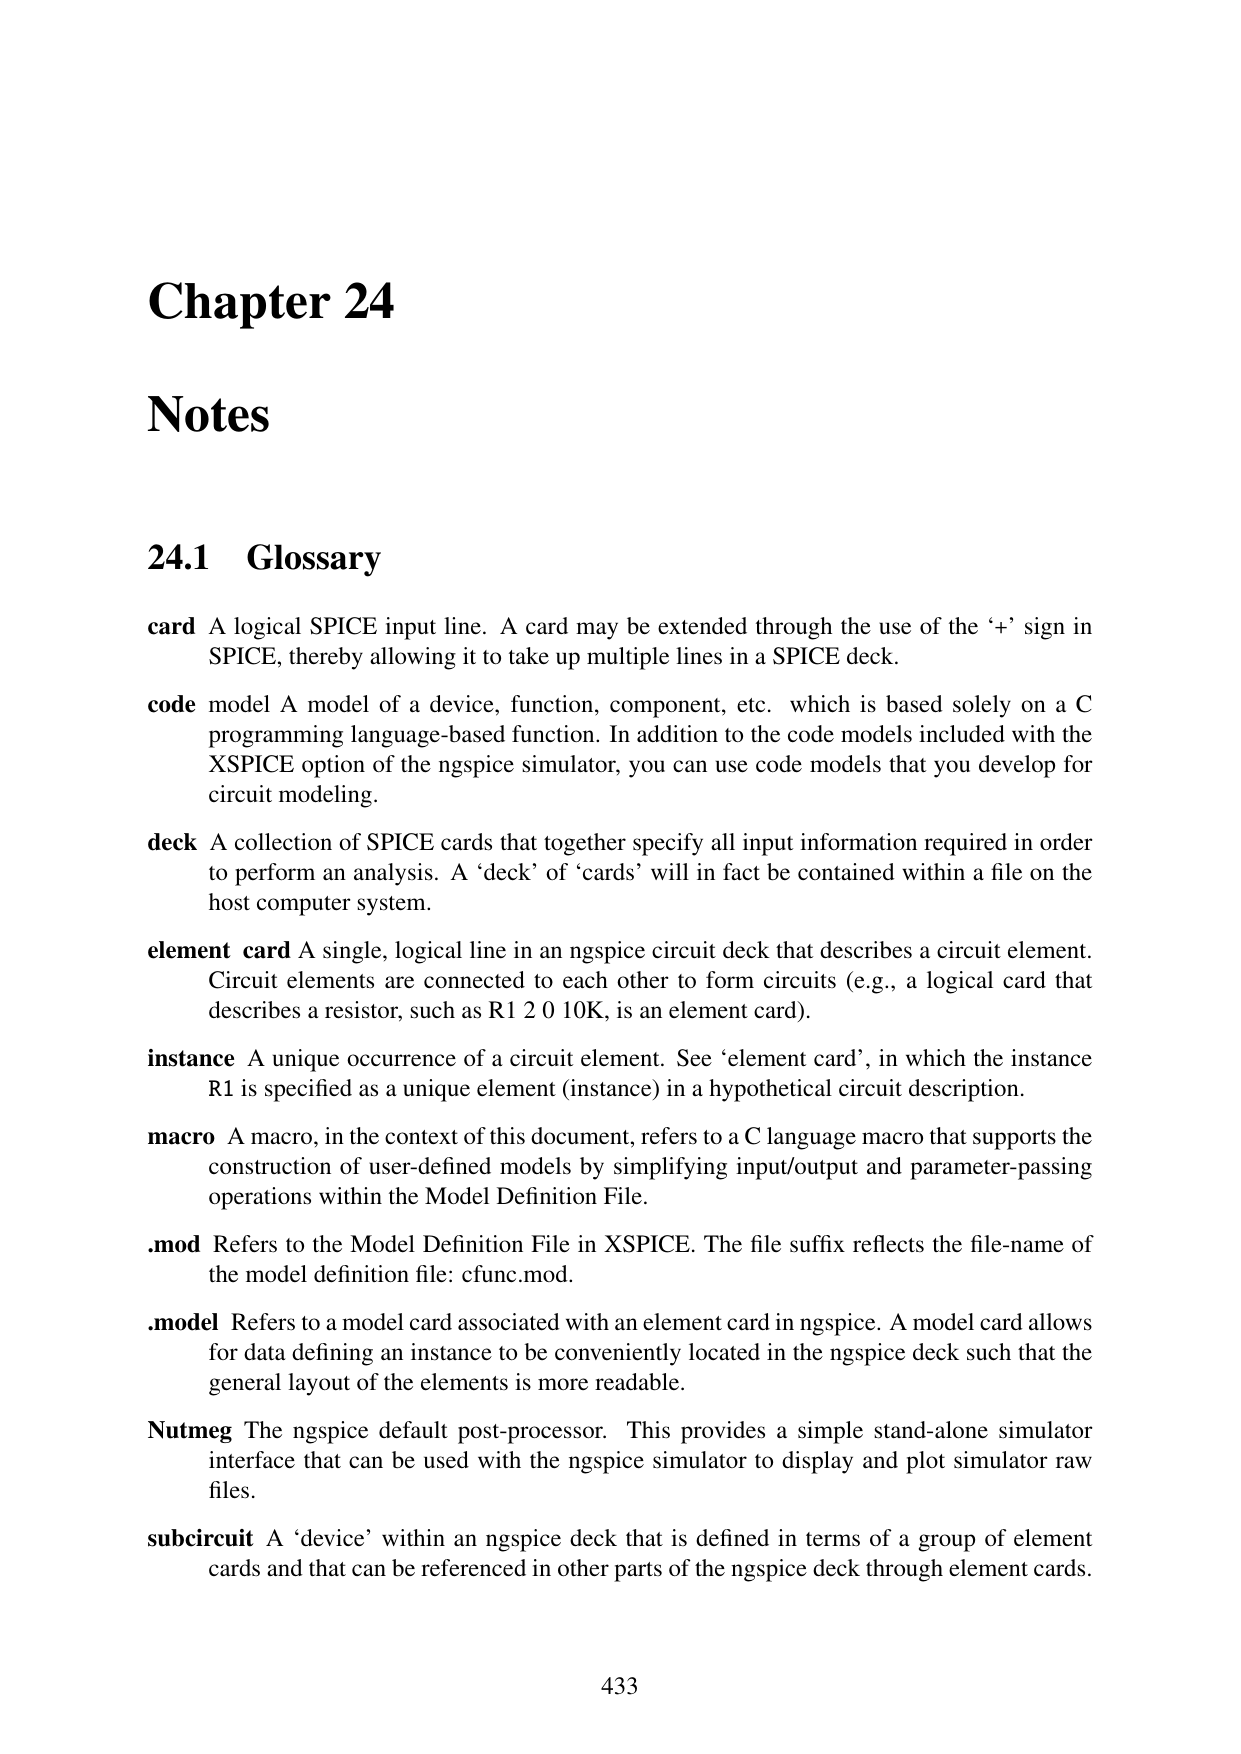 Chapter 24
Notes
24.1 Glossary
card A logical SPICE input line. A card may be extended through the use of the ‘+’ sign in
SPICE, thereby allowing it to take up multiple lines in a SPICE deck.
code model A model of a device, function, component, etc. which is based solely on a C
programming language-based function. In addition to the code models included with the
XSPICE option of the ngspice simulator, you can use code models that you develop for
circuit modeling.
deck A collection of SPICE cards that together specify all input information required in order
to perform an analysis. A ‘deck’ of ‘cards’ will in fact be contained within a file on the
host computer system.
element card A single, logical line in an ngspice circuit deck that describes a circuit element.
Circuit elements are connected to each other to form circuits (e.g., a logical card that
describes a resistor, such as R1 2 0 10K, is an element card).
instance A unique occurrence of a circuit element. See ‘element card’, in which the instance
R1 is specified as a unique element (instance) in a hypothetical circuit description.
macro A macro, in the context of this document, refers to a C language macro that supports the
construction of user-defined models by simplifying input/output and parameter-passing
operations within the Model Definition File.
.mod Refers to the Model Definition File in XSPICE. The file suffix reflects the file-name of
the model definition file: cfunc.mod.
.model Refers to a model card associated with an element card in ngspice. A model card allows
for data defining an instance to be conveniently located in the ngspice deck such that the
general layout of the elements is more readable.
Nutmeg The ngspice default post-processor. This provides a simple stand-alone simulator
interface that can be used with the ngspice simulator to display and plot simulator raw
files.
subcircuit A ‘device’ within an ngspice deck that is defined in terms of a group of element
cards and that can be referenced in other parts of the ngspice deck through element cards.
433